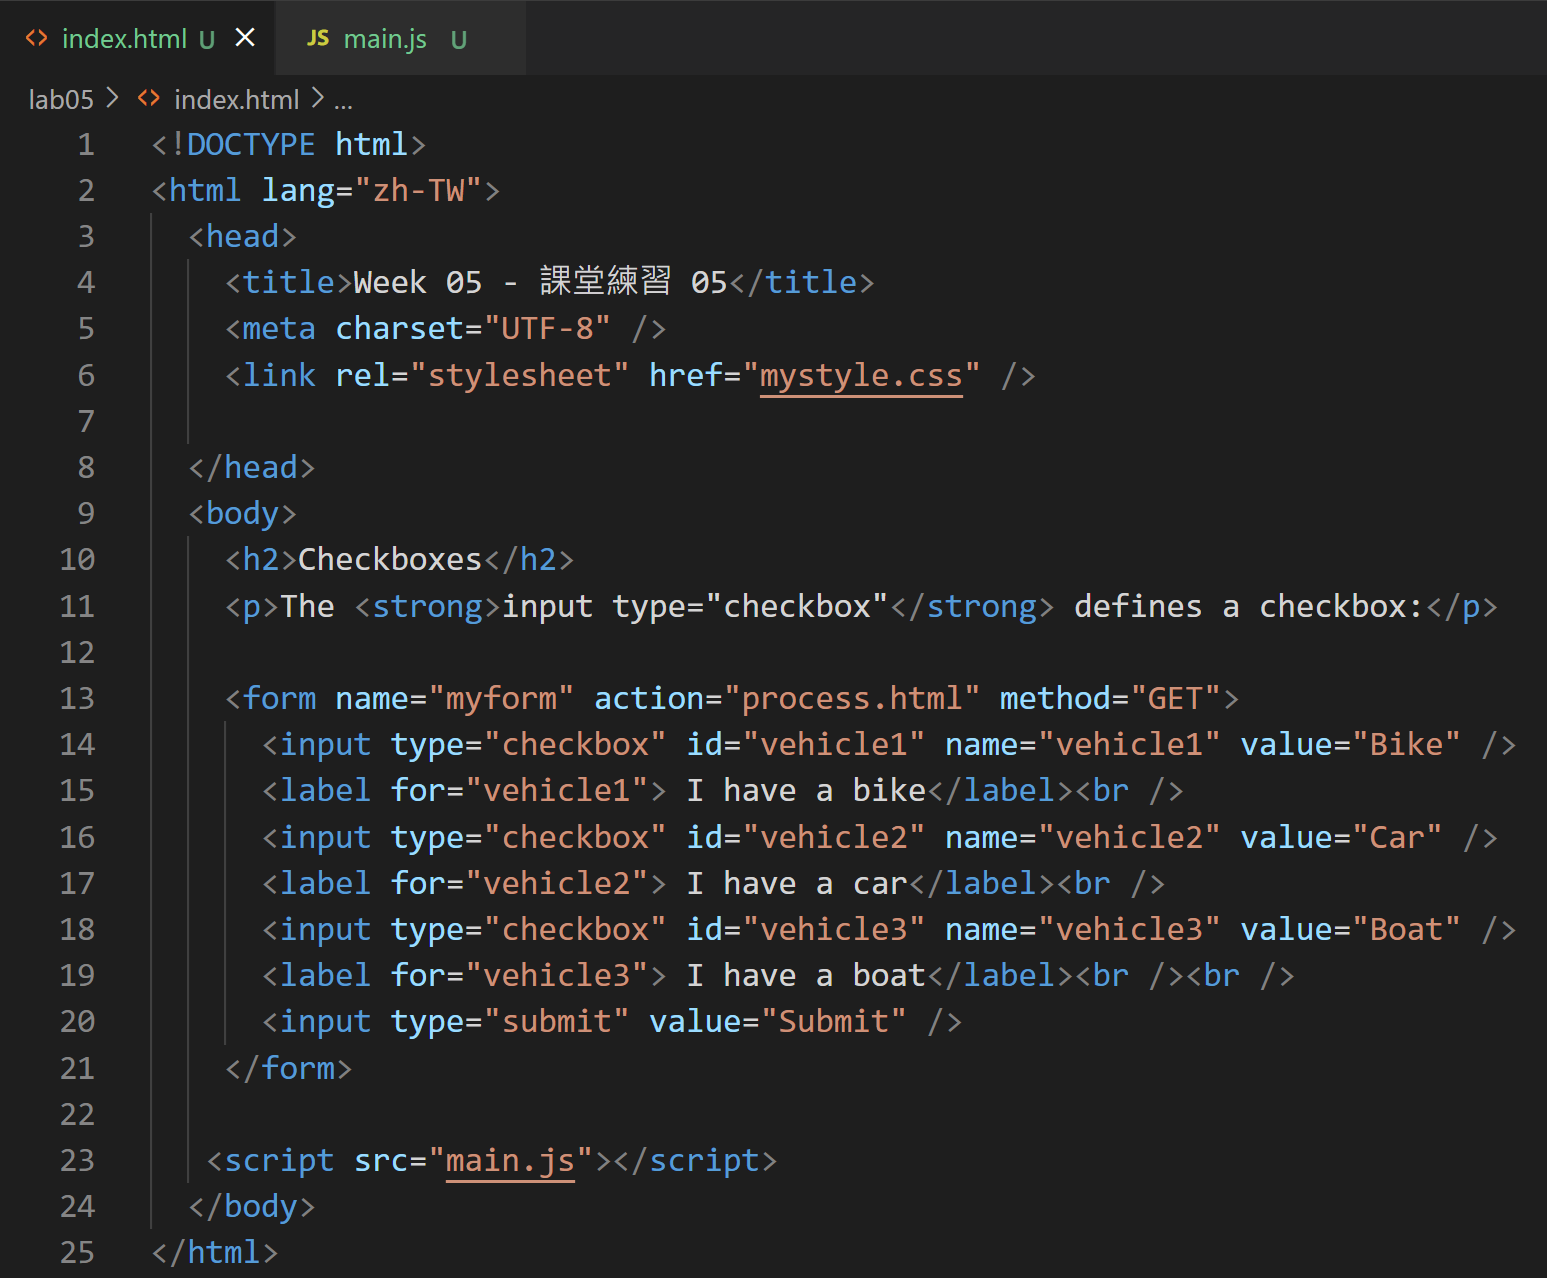 index.html U
JS main.js U
lab05 > index.html > ...
1 <!DOCTYPE html>
2 <html lang="zh-TW">
3 <head>
4 <title>Week 05 - 課堂練習 05</title>
5 <meta charset="UTF-8" />
6 <link rel="stylesheet" href="mystyle.css" />
7
8 </head>
9 <body>
10 <h2>Checkboxes</h2>
11 <p>The <strong>input type="checkbox"</strong> defines a checkbox:</p>
12
13 <form name="myform" action="process.html" method="GET">
14 <input type="checkbox" id="vehicle1" name="vehicle1" value="Bike" />
15 <label for="vehicle1"> I have a bike</label><br />
16 <input type="checkbox" id="vehicle2" name="vehicle2" value="Car" />
17 <label for="vehicle2"> I have a car</label><br />
18 <input type="checkbox" id="vehicle3" name="vehicle3" value="Boat" />
19 <label for="vehicle3"> I have a boat</label><br /><br />
20 <input type="submit" value="Submit" />
21 </form>
22
23 <script src="main.js"></script>
24 </body>
25 </html>